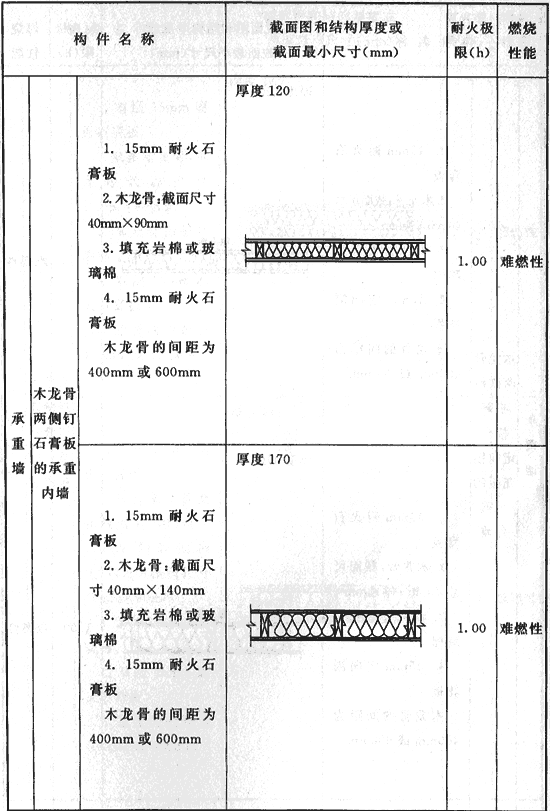 构件名称
截面图和结构厚度或
截面最小尺寸(mm)
耐火极
限(h)
燃烧
性能
承
重
墙
木龙骨
两侧钉
石膏板
的承重
内墙
1. 15mm 耐火石
膏板
2.木龙骨:截面尺寸
40mm×90mm
3.填充岩棉或玻
璃棉
4. 15mm 耐火石
膏板
木龙骨的间距为
400mm 或 600mm
厚度 120
1.00
难燃性
1. 15mm 耐火石
膏板
2.木龙骨:截面尺
寸 40mm×140mm
3.填充岩棉或玻
璃棉
4. 15mm 耐火石
膏板
木龙骨的间距为
400mm 或 600mm
厚度 170
1.00
难燃性